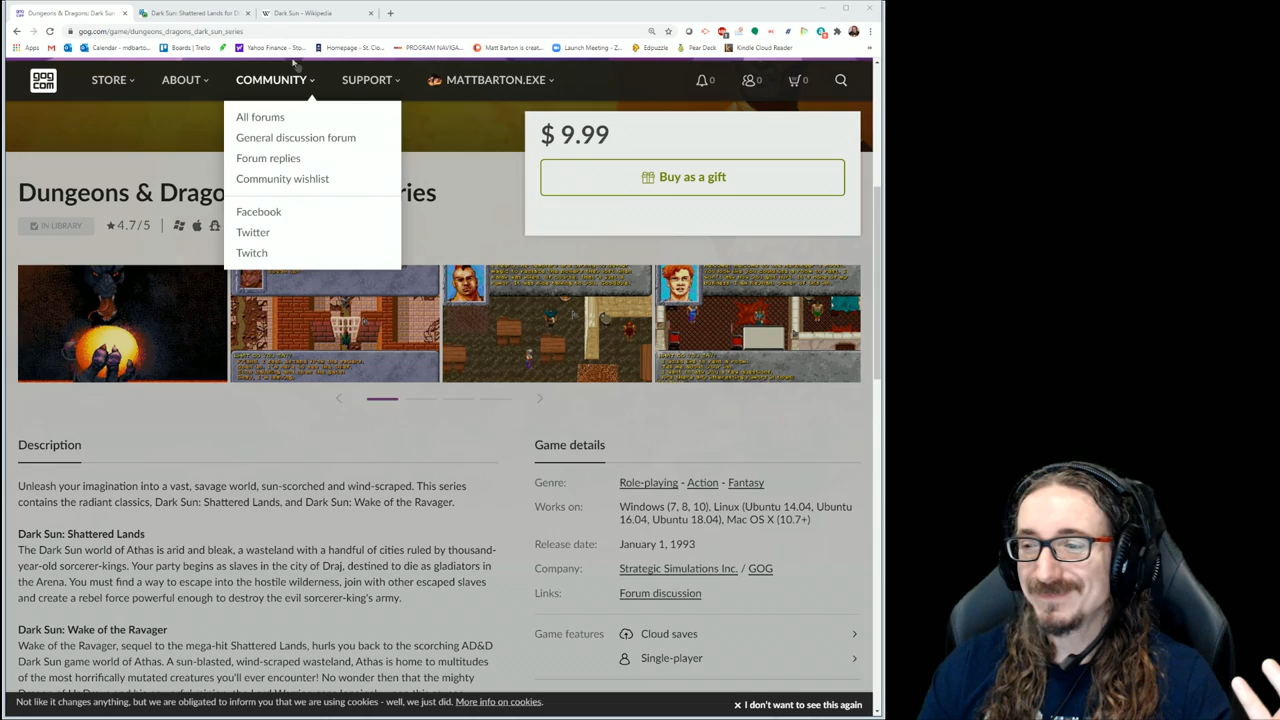 Dungeons & Dragons: Dark Sun
Dark Sun: Shattered Lands for D
Dark Sun - Wikipedia
gog.com/game/dungeons_dragons_dark_sun_series
Apps
Calendar - mdbarto...
Boards | Trello
Yahoo Finance - Sto...
Homepage - St. Clo...
PROGRAM NAVIGA...
Matt Barton is creat...
Launch Meeting - Z...
Edpuzzle
Pear Deck
Kindle Cloud Reader
GOG COM
STORE
ABOUT
COMMUNITY
SUPPORT
MATTBARTON.EXE
0
0
0
All forums
General discussion forum
Forum replies
Community wishlist
Facebook
Twitter
Twitch
$ 9.99
Buy as a gift
Dungeons & Drago
ries
IN LIBRARY
4.7/5
Description
Unleash your imagination into a vast, savage world, sun-scorched and wind-scraped. This series
contains the radiant classics, Dark Sun: Shattered Lands, and Dark Sun: Wake of the Ravager.
Dark Sun: Shattered Lands
The Dark Sun world of Athas is arid and bleak, a wasteland with a handful of cities ruled by thousand-
year-old sorcerer-kings. Your party begins as slaves in the city of Draj, destined to die as gladiators
in the Arena. You must find a way to escape into the hostile wilderness, join with other escaped slaves
and create a rebel force powerful enough to destroy the evil sorcerer-king's army.
Dark Sun: Wake of the Ravager
Wake of the Ravager, sequel to the mega-hit Shattered Lands, hurls you back to the scorching AD&D
Dark Sun game world of Athas. A sun-blasted, wind-scraped wasteland, Athas is home to multitudes
of the most horrifically mutated creatures you'll ever encounter! No wonder then that the mighty
Game details
Genre:
Role-playing - Action - Fantasy
Works on:
Windows (7, 8, 10), Linux (Ubuntu 14.04, Ubuntu
16.04, Ubuntu 18.04), Mac OS X (10.7+)
Release date:
January 1, 1993
Company:
Strategic Simulations Inc. / GOG
Links:
Forum discussion
Game features
Cloud saves
Single-player
Not like it changes anything, but we are obligated to inform you that we are using cookies - well, we just did. More info on cookies.
I don't want to see this again